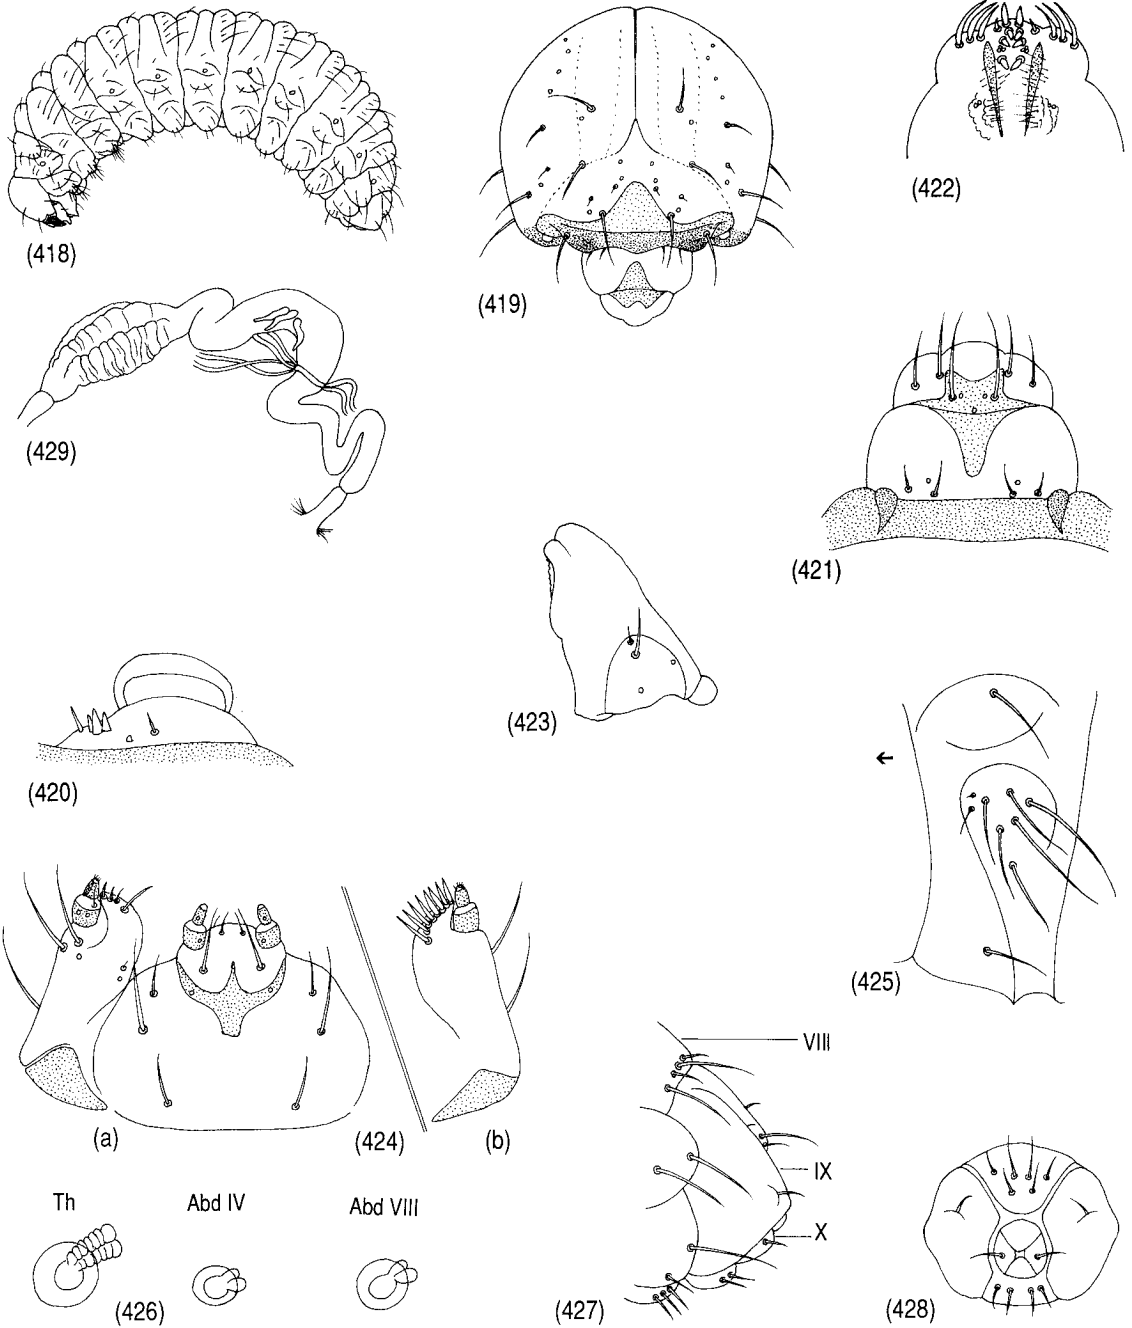 (418)
(419)
(422)
(429)
(421)
(423)
(420)
(425)
(a)
(424)
(b)
VIII
IX
X
Th
Abd IV
Abd VIII
(426)
(427)
(428)